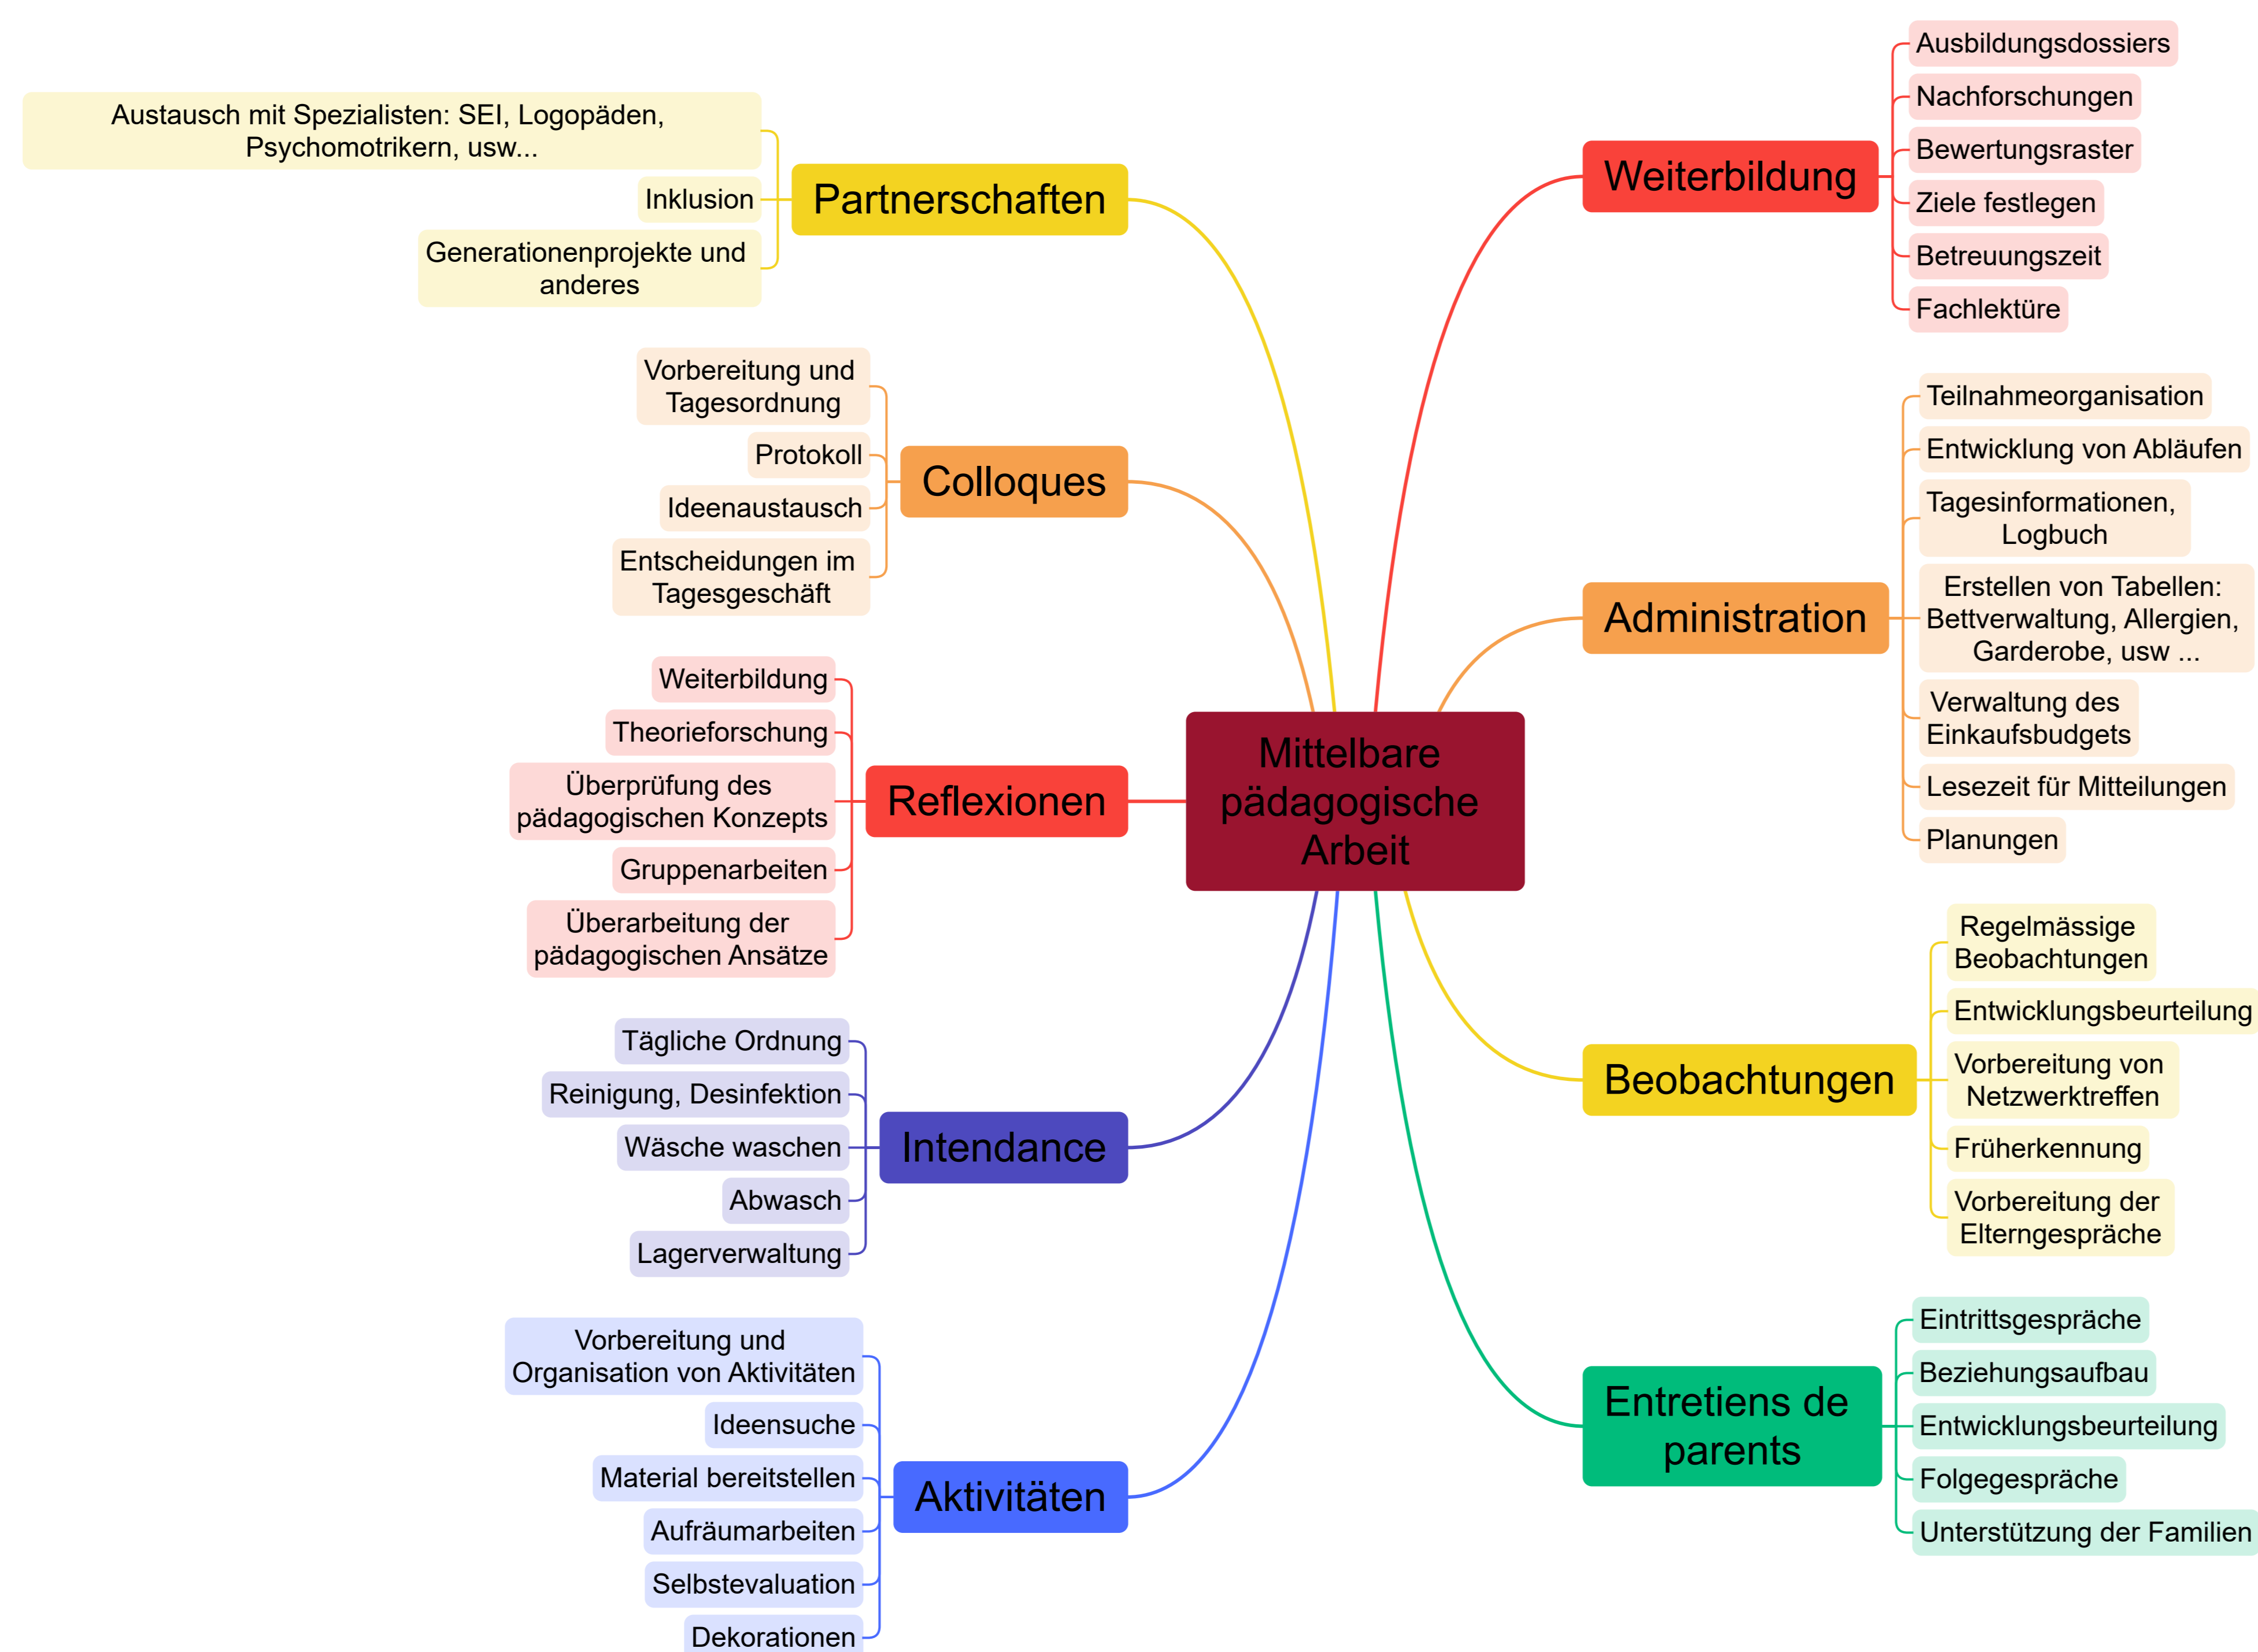 Mittelbare
pädagogische
Arbeit
Weiterbildung
Ausbildungsdossiers
Nachforschungen
Bewertungsraster
Ziele festlegen
Betreuungszeit
Fachlektüre
Administration
Teilnahmeorganisation
Entwicklung von Abläufen
Tagesinformationen,
Logbuch
Erstellen von Tabellen:
Bettverwaltung, Allergien,
Garderobe, usw ...
Verwaltung des
Einkaufsbudgets
Lesezeit für Mitteilungen
Planungen
Beobachtungen
Regelmässige
Beobachtungen
Entwicklungsbeurteilung
Vorbereitung von
Netzwerktreffen
Früherkennung
Vorbereitung der
Elterngespräche
Entretiens de
parents
Eintrittsgespräche
Beziehungsaufbau
Entwicklungsbeurteilung
Folgegespräche
Unterstützung der Familien
Partnerschaften
Austausch mit Spezialisten: SEI, Logopäden,
Psychomotrikern, usw...
Inklusion
Generationenprojekte und
anderes
Colloques
Vorbereitung und
Tagesordnung
Protokoll
Ideenaustausch
Entscheidungen im
Tagesgeschäft
Reflexionen
Weiterbildung
Theorieforschung
Überprüfung des
pädagogischen Konzepts
Gruppenarbeiten
Überarbeitung der
pädagogischen Ansätze
Intendance
Tägliche Ordnung
Reinigung, Desinfektion
Wäsche waschen
Abwasch
Lagerverwaltung
Aktivitäten
Vorbereitung und
Organisation von Aktivitäten
Ideensuche
Material bereitstellen
Aufräumarbeiten
Selbstevaluation
Dekorationen